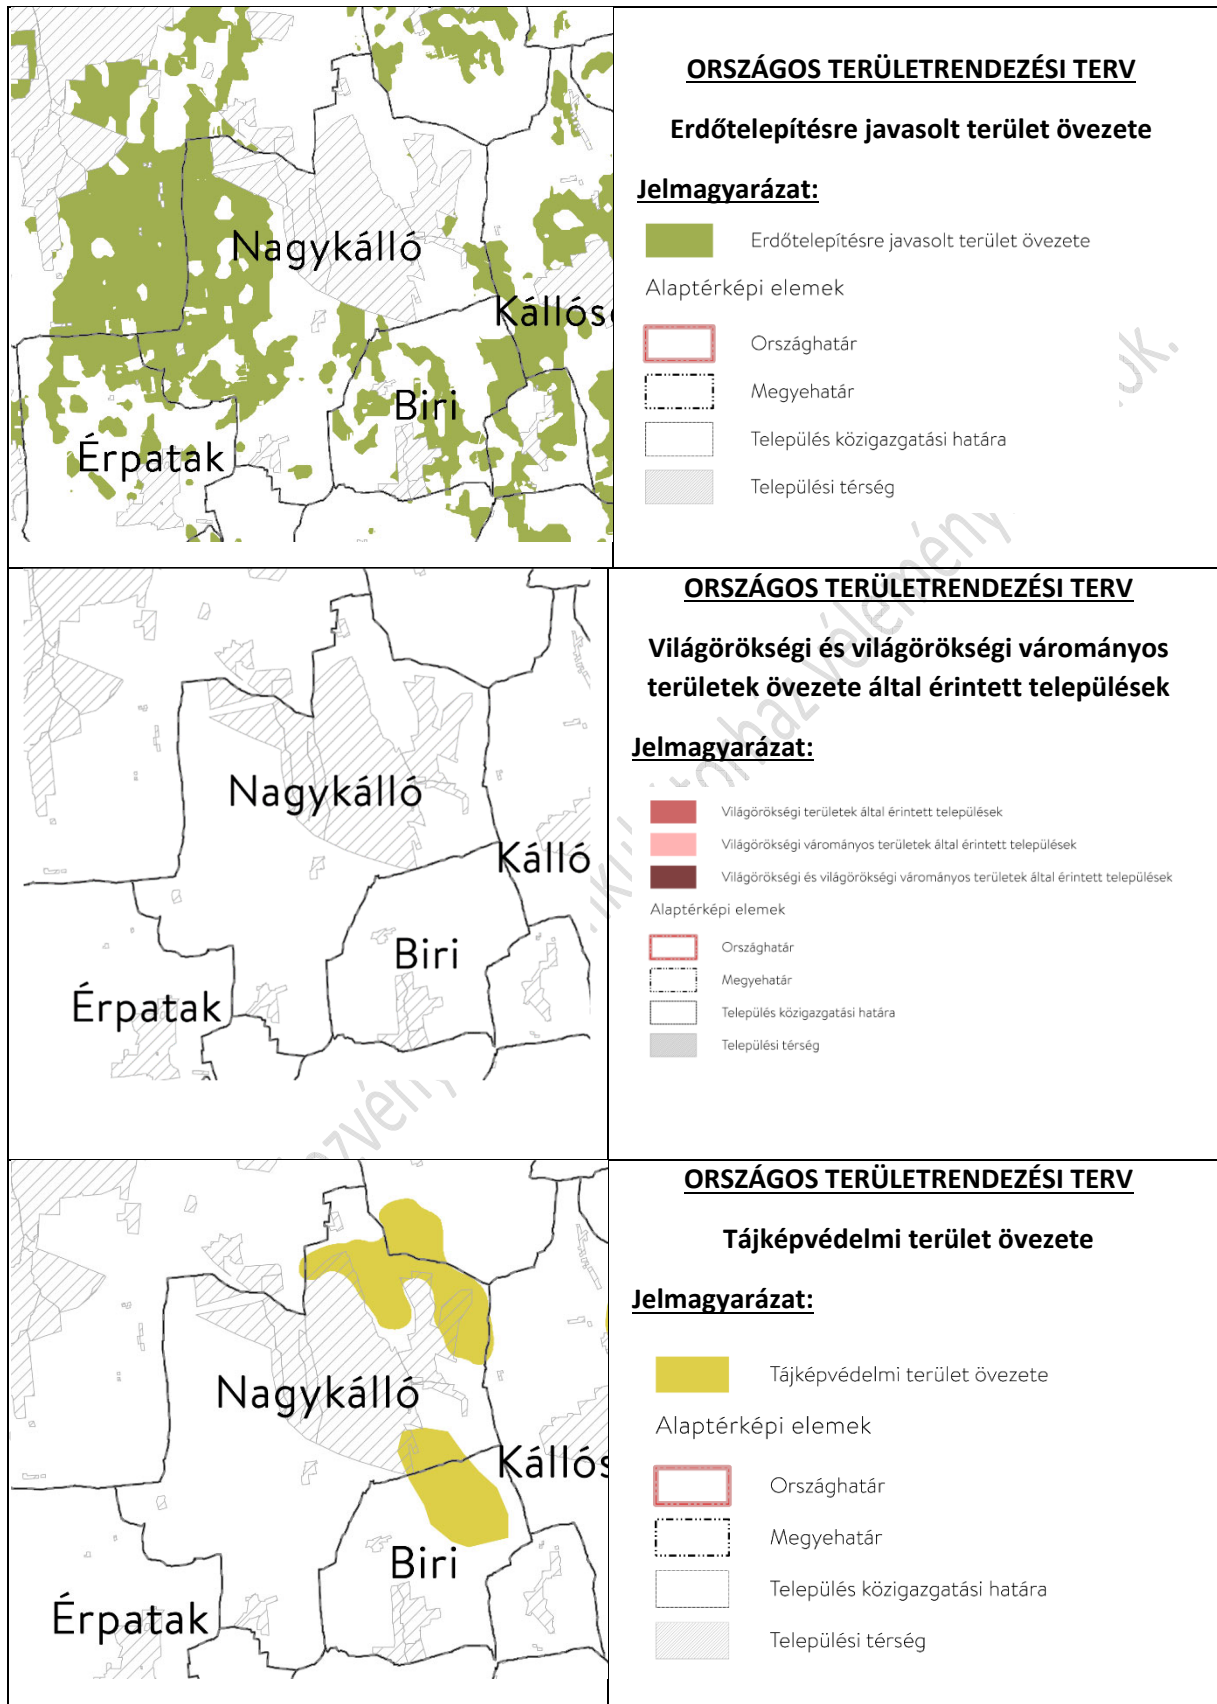 Nagykálló
Biri
Érpatak
ORSZÁGOS TERÜLETRENDEZÉSI TERV
Erdőtelepítésre javasolt terület övezete
Jelmagyarázat:
Erdőtelepítésre javasolt terület övezete
Alaptérképi elemek
Országhatár
Megyehatár
Település közigazgatási határa
Települési térség
Nagykálló
Kálló
Biri
Érpatak
ORSZÁGOS TERÜLETRENDEZÉSI TERV
Világörökségi és világörökségi várományos
területek övezete által érintett települések
Jelmagyarázat:
Világörökségi területek által érintett települések
Világörökségi várományos területek által érintett települések
Világörökségi és világörökségi várományos területek által érintett települések
Alaptérképi elemek
Országhatár
Megyehatár
Település közigazgatási határa
Települési térség
Nagykálló
Kállós
Biri
Érpatak
ORSZÁGOS TERÜLETRENDEZÉSI TERV
Tájképvédelmi terület övezete
Jelmagyarázat:
Tájképvédelmi terület övezete
Alaptérképi elemek
Országhatár
Megyehatár
Település közigazgatási határa
Települési térség